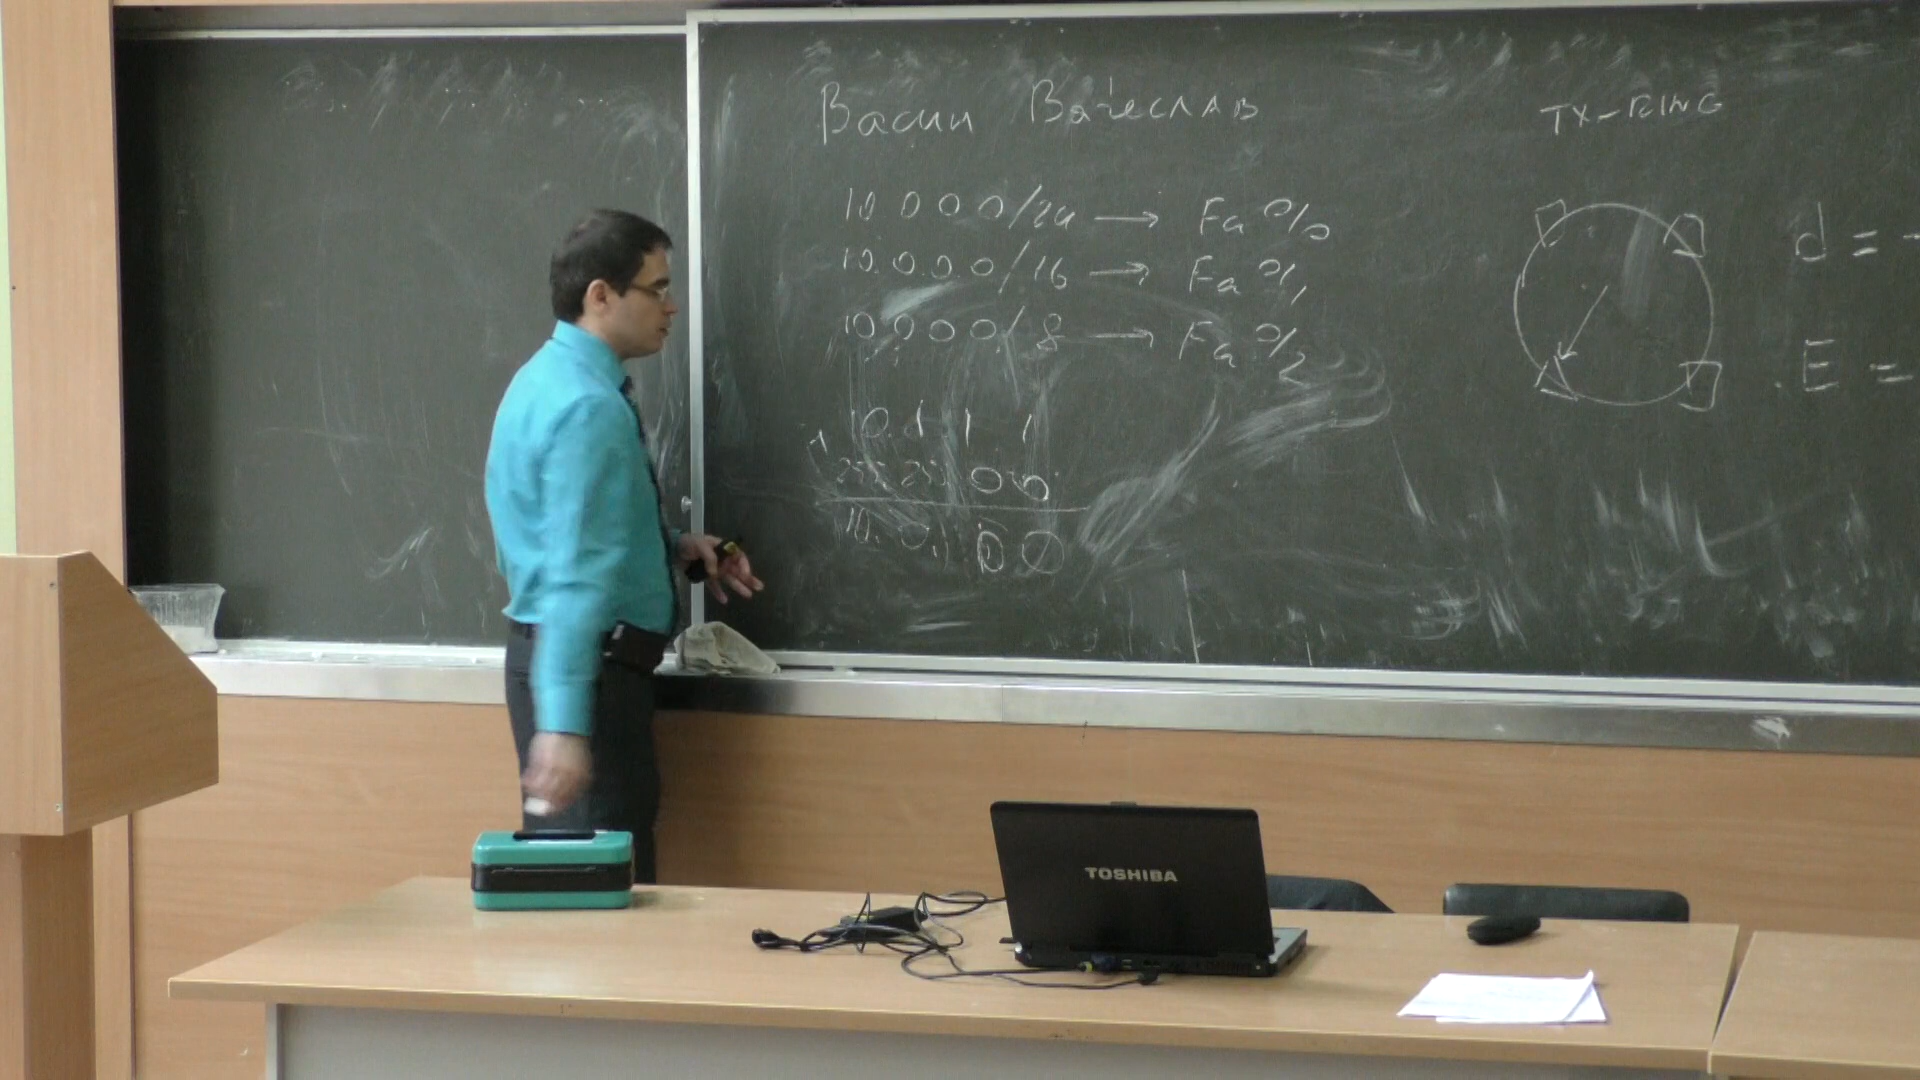 Васин Вячеслав
10.0.0.0/24 → Fa 0/0
10.0.0.0/16 → Fa 0/1
10.0.0.0/8 → Fa 0/2
10.1.1.1
255.255.0.0
10.0.0
TX-RING
d =
E =
TOSHIBA